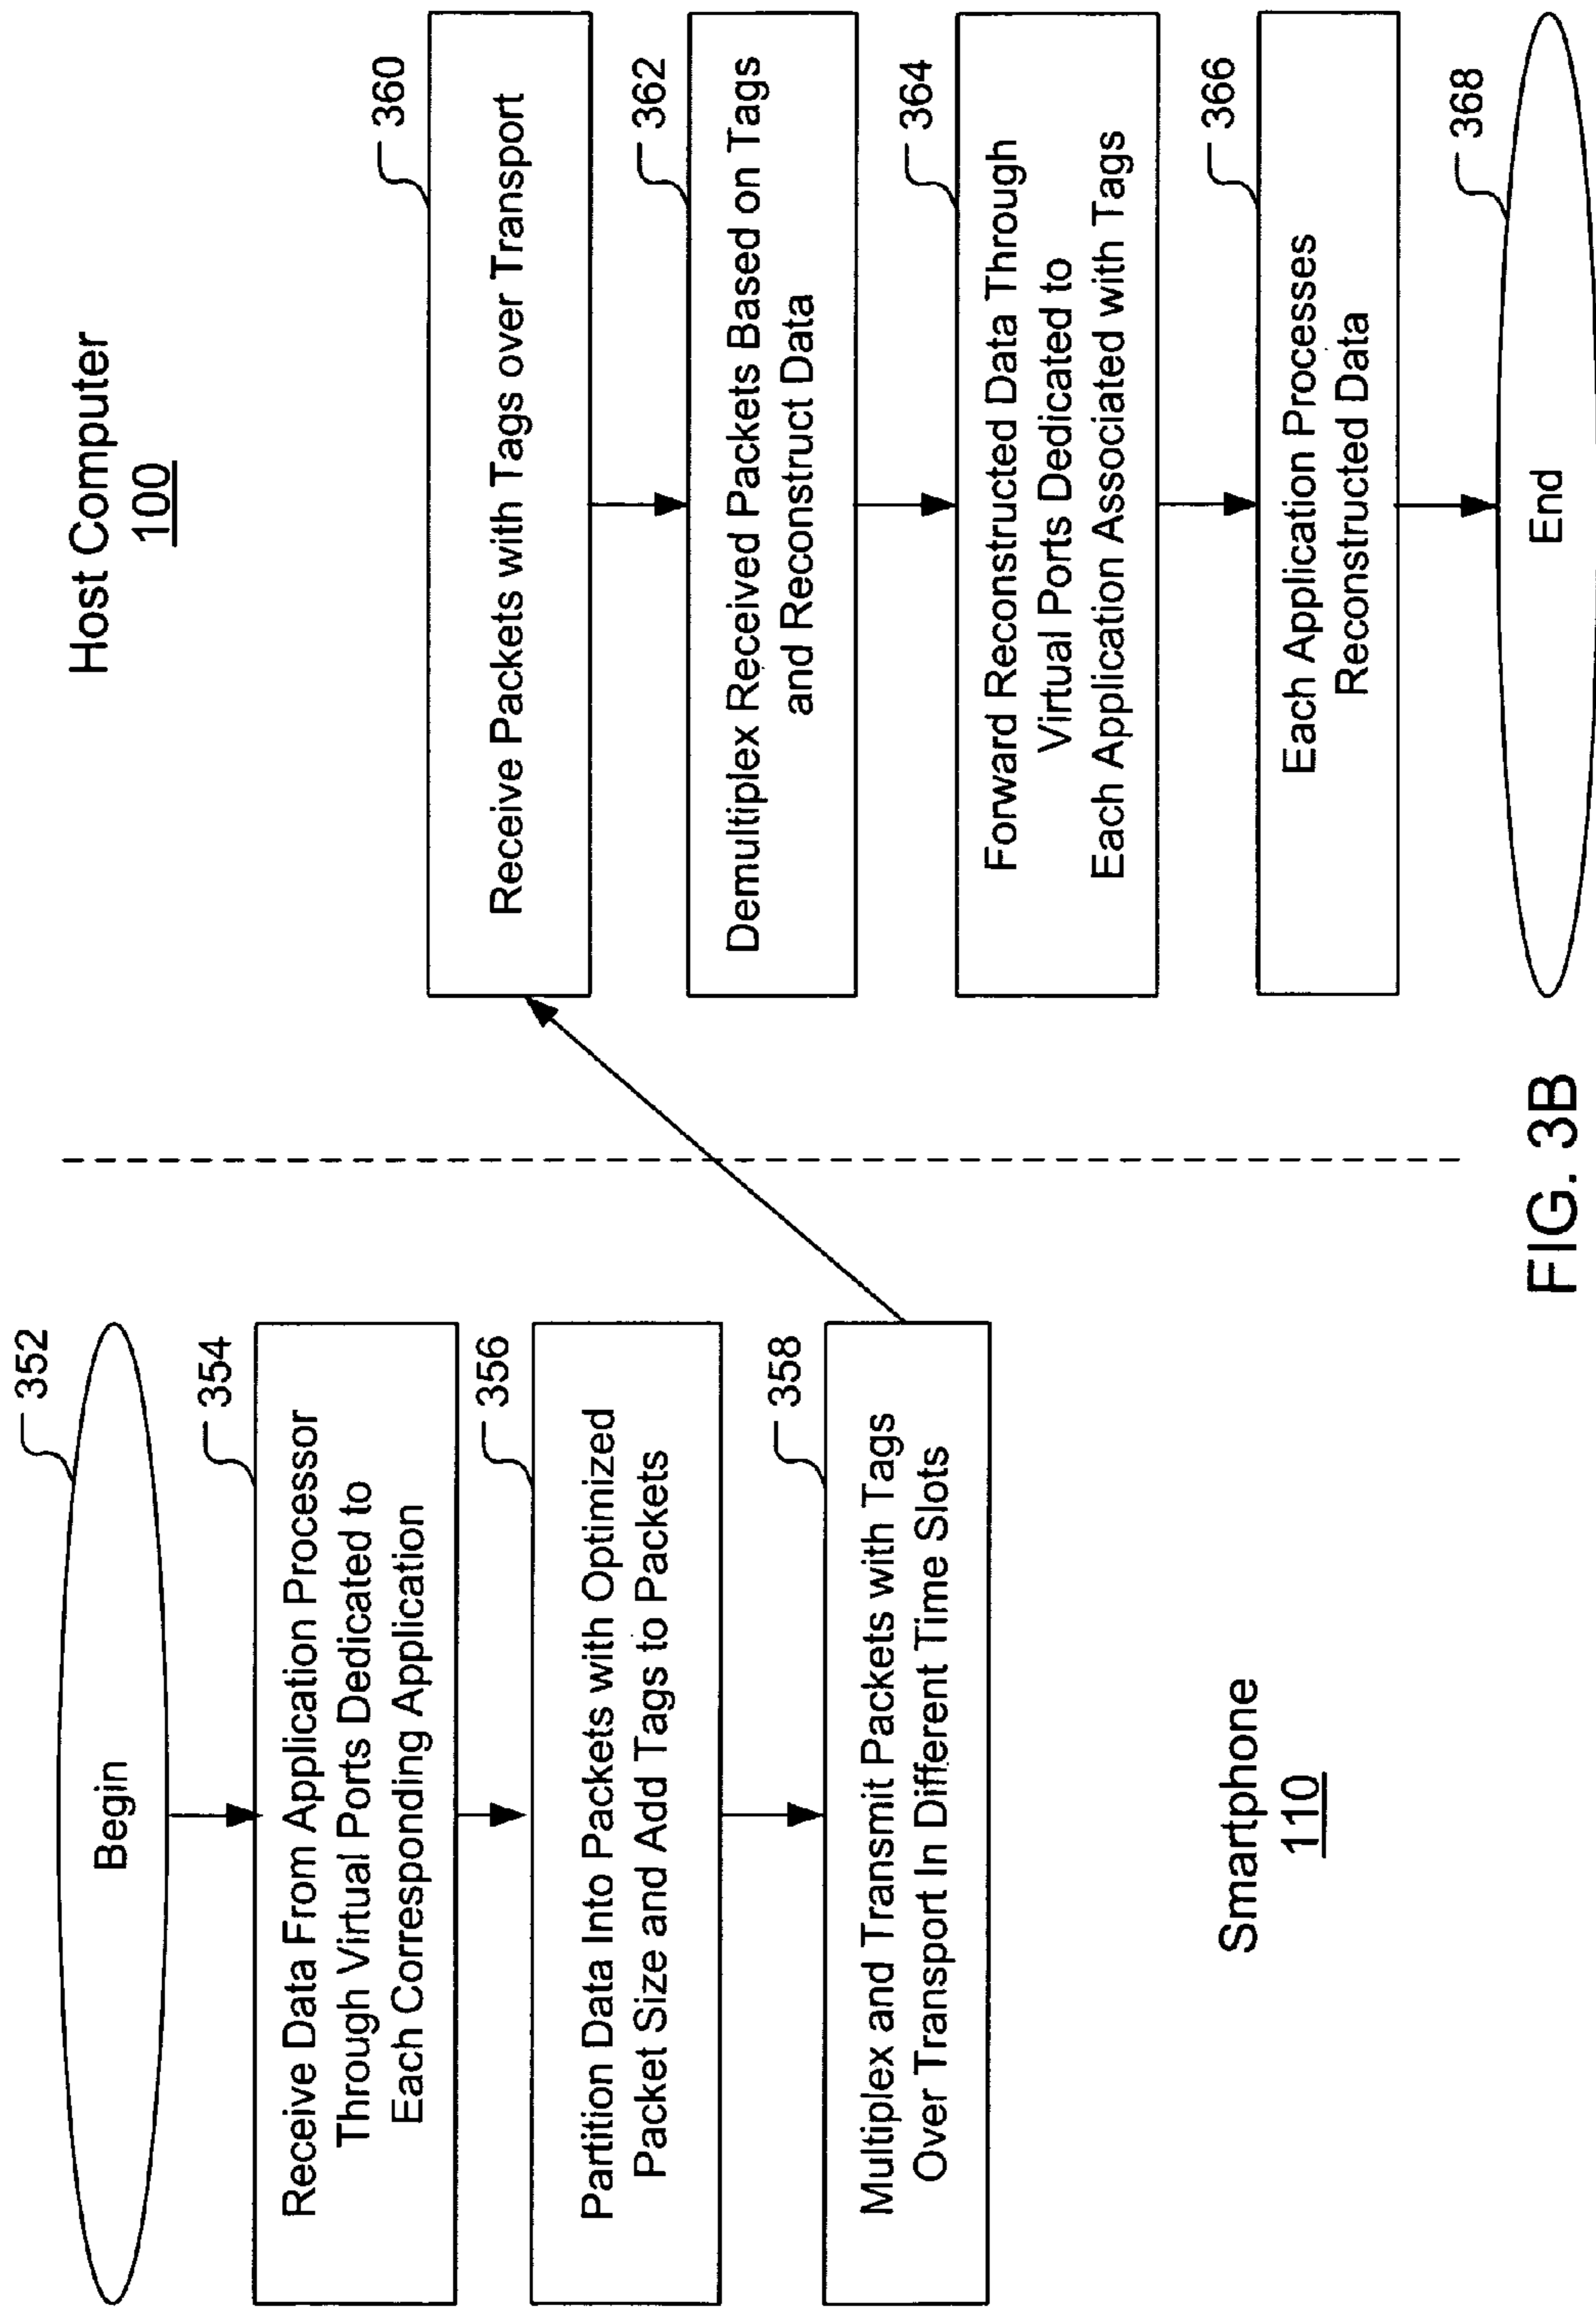 352
Begin
354
Receive Data From Application Processor
Through Virtual Ports Dedicated to
Each Corresponding Application
356
Partition Data Into Packets with Optimized
Packet Size and Add Tags to Packets
358
Multiplex and Transmit Packets with Tags
Over Transport In Different Time Slots
Smartphone
110
Host Computer
100
360
Receive Packets with Tags over Transport
362
Demultiplex Received Packets Based on Tags
and Reconstruct Data
364
Forward Reconstructed Data Through
Virtual Ports Dedicated to
Each Application Associated with Tags
366
Each Application Processes
Reconstructed Data
368
End
FIG. 3B